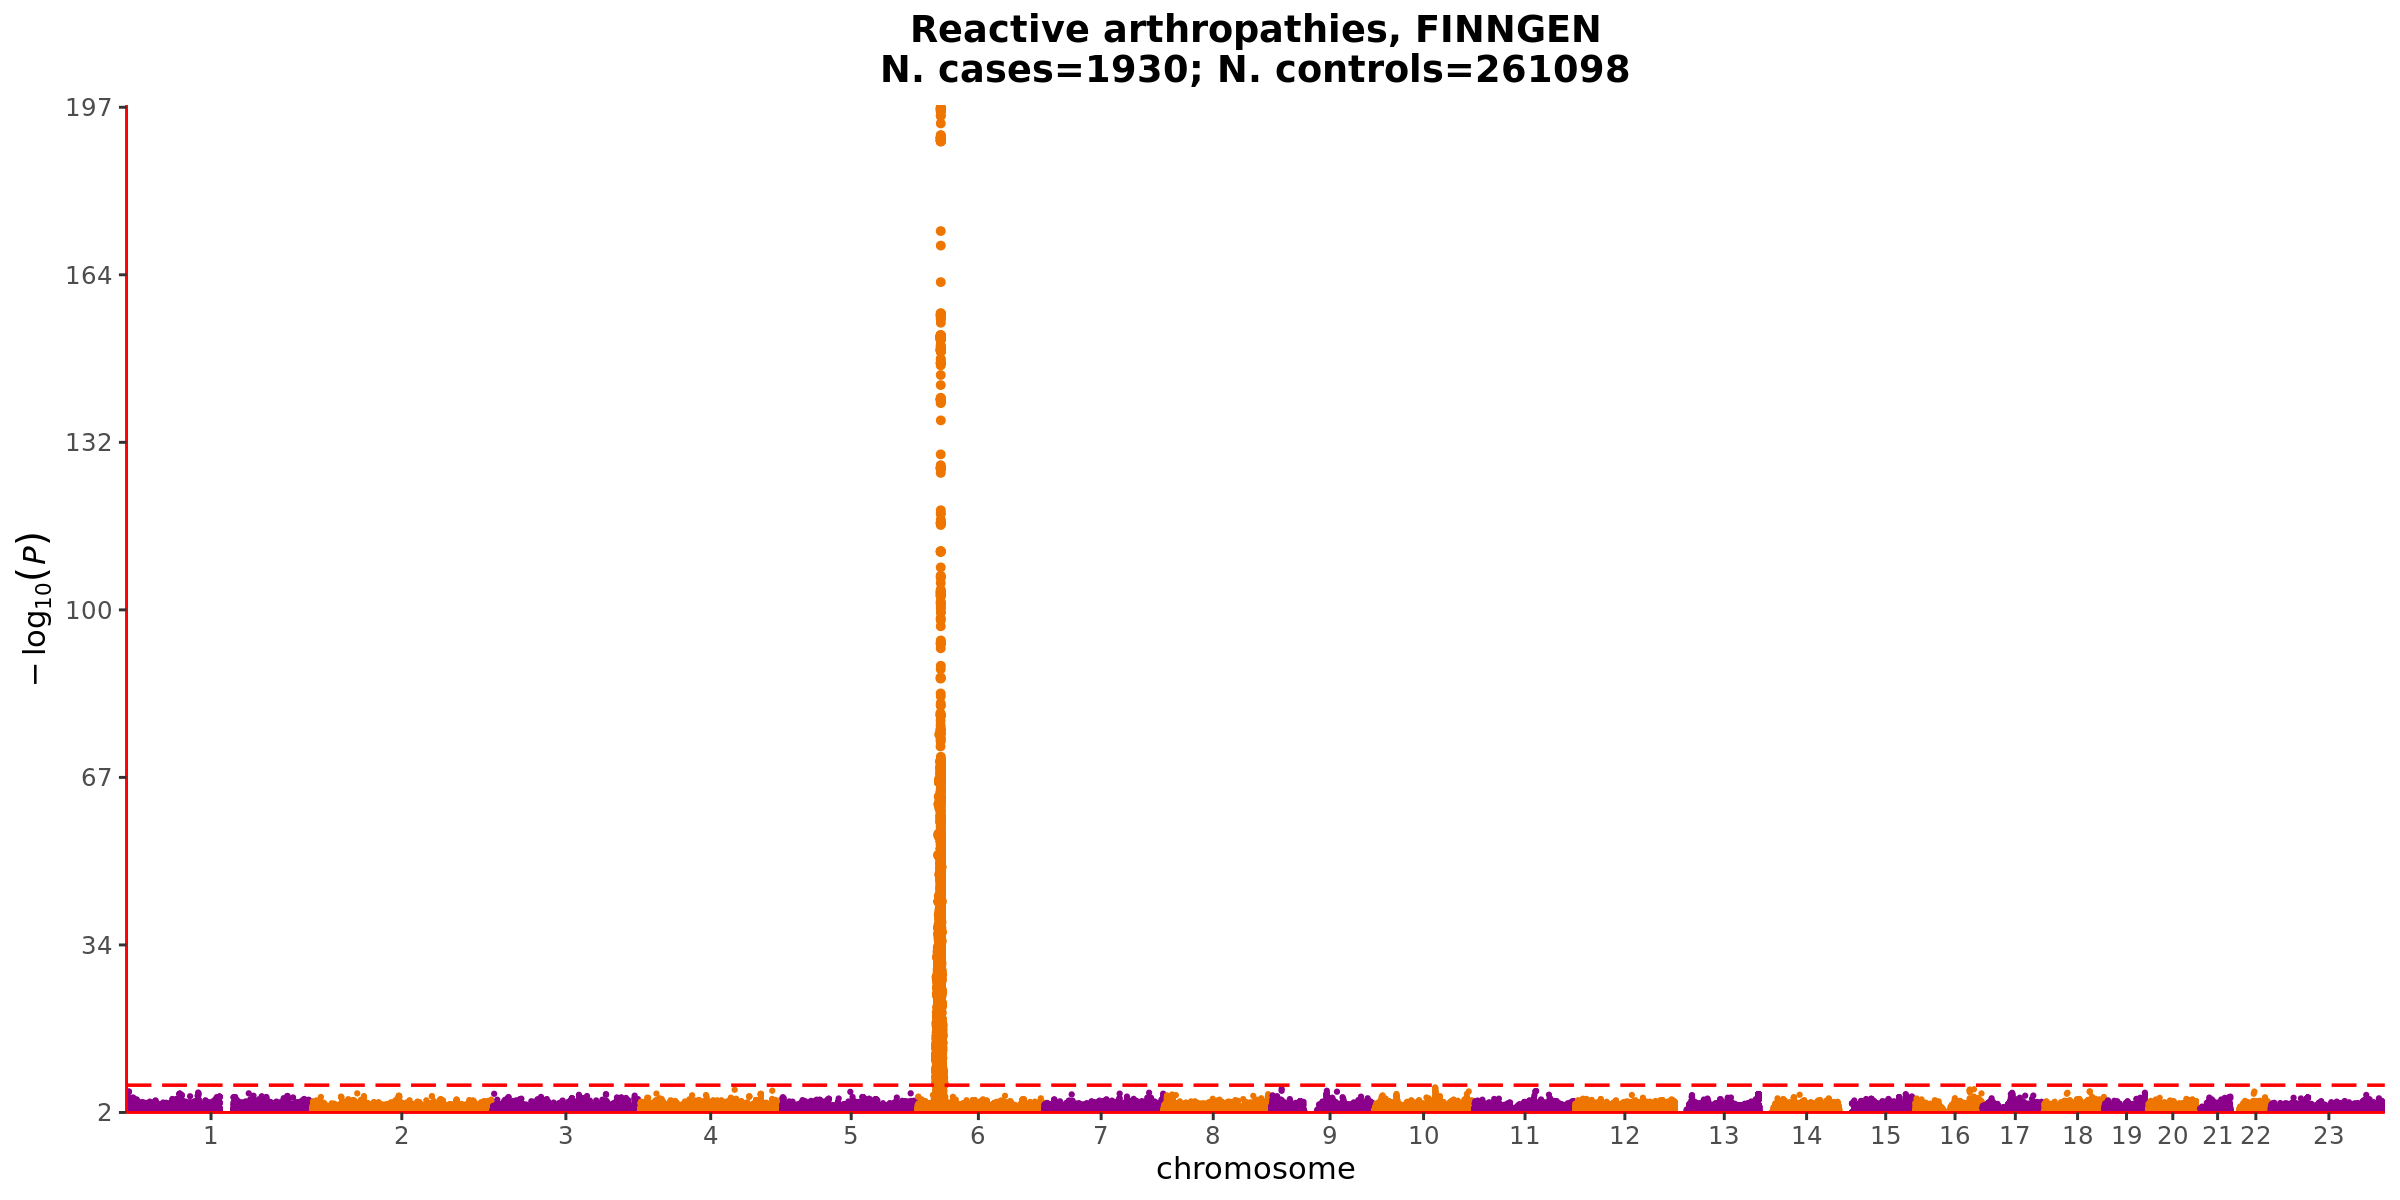 Reactive arthropathies, FINNGEN
N. cases=1930; N. controls=261098
197
164
132
100
67
34
2
−log10(P)
1 2 3 4 5 6 7 8 9 10 11 12 13 14 15 16 17 18 19 20 21 22 23
chromosome